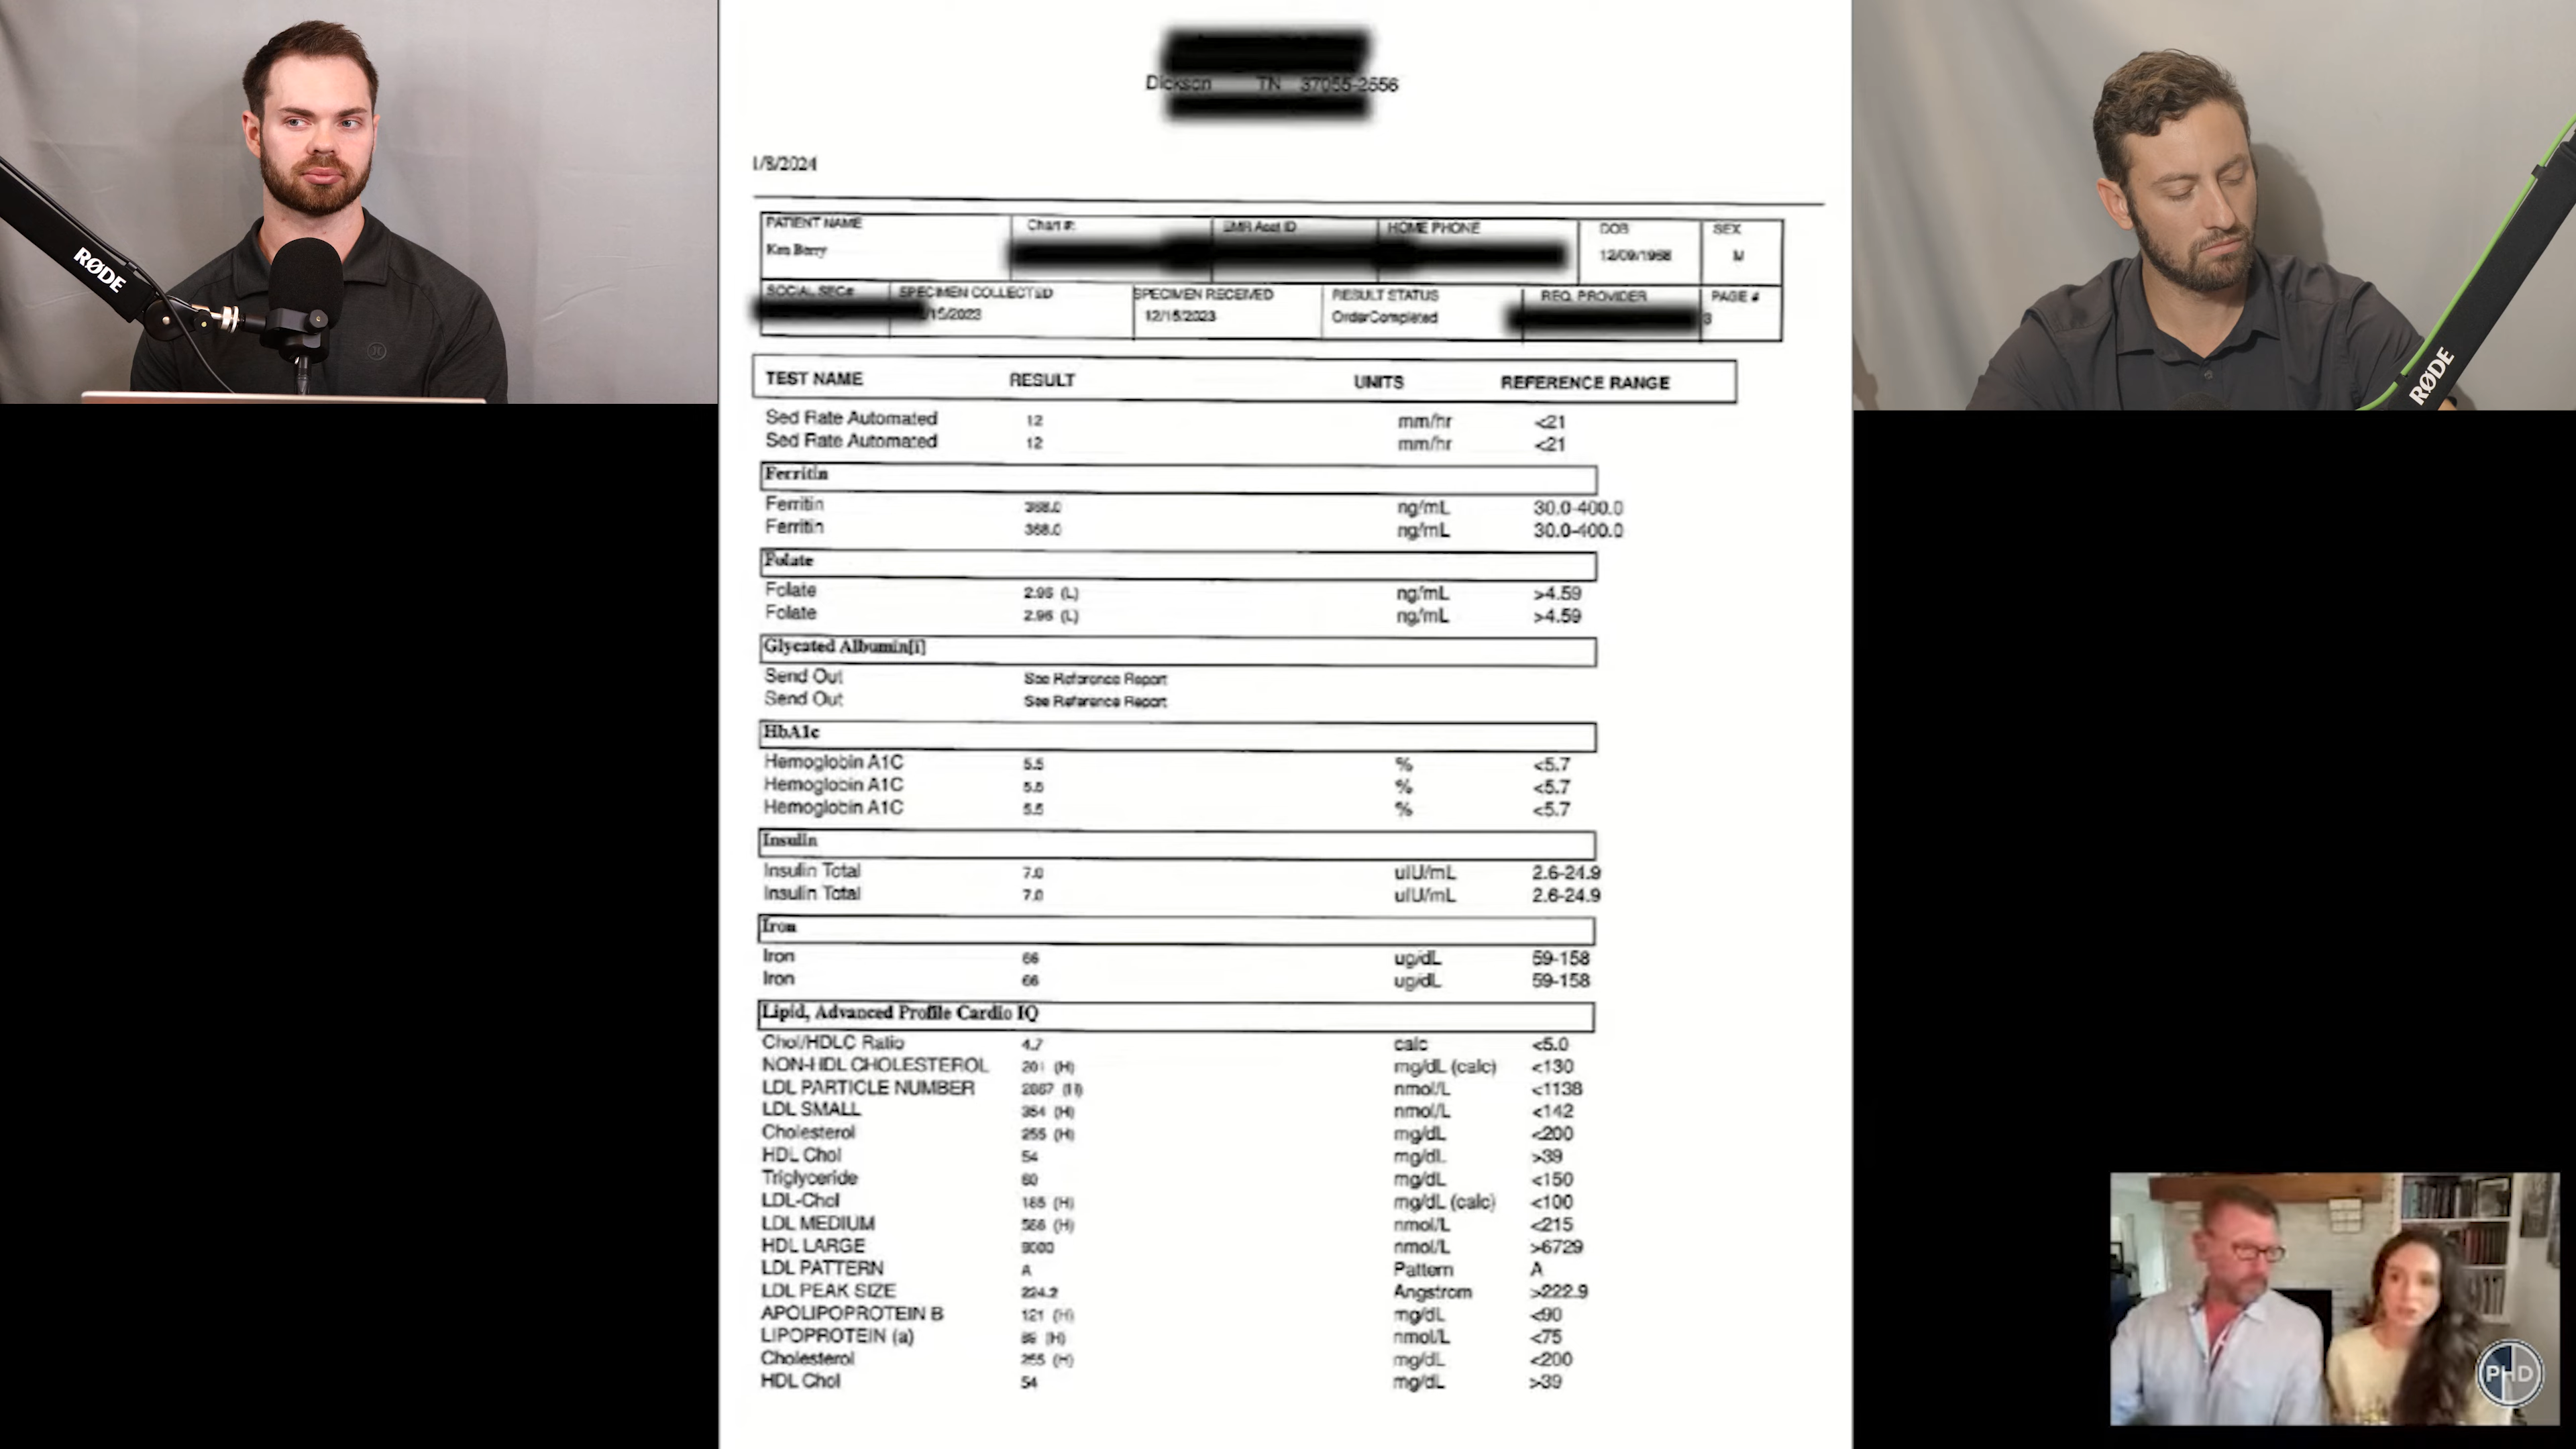 Dickson TN 37055-2556
1/8/2024
PATIENT NAME Chart #: EMR Acct ID HOME PHONE DOB SEX
Ken Berry 12/09/1968 M
SOCIAL SEC# SPECIMEN COLLECTED SPECIMEN RECEIVED RESULT STATUS REQ. PROVIDER PAGE #
/15/2023 12/15/2023 OrderCompleted 3
TEST NAME RESULT UNITS REFERENCE RANGE
Sed Rate Automated 12 mm/hr <21
Sed Rate Automated 12 mm/hr <21
Ferritin
Ferritin 368.0 ng/mL 30.0-400.0
Ferritin 368.0 ng/mL 30.0-400.0
Folate
Folate 2.96 (L) ng/mL >4.59
Folate 2.96 (L) ng/mL >4.59
Glycated Albumin[i]
Send Out See Reference Report
Send Out See Reference Report
HbA1c
Hemoglobin A1C 5.5 % <5.7
Hemoglobin A1C 5.5 % <5.7
Hemoglobin A1C 5.5 % <5.7
Insulin
Insulin Total 7.0 uIU/mL 2.6-24.9
Insulin Total 7.0 uIU/mL 2.6-24.9
Iron
Iron 66 ug/dL 59-158
Iron 66 ug/dL 59-158
Lipid, Advanced Profile Cardio IQ
Chol/HDLC Ratio 4.7 calc <5.0
NON-HDL CHOLESTEROL 201 (H) mg/dL (calc) <130
LDL PARTICLE NUMBER (H) nmol/L <1138
LDL SMALL 354 (H) nmol/L <142
Cholesterol 255 (H) mg/dL <200
HDL Chol 54 mg/dL >39
Triglyceride mg/dL <150
LDL-Chol 185 (H) mg/dL (calc) <100
LDL MEDIUM (H) nmol/L <215
HDL LARGE nmol/L >6729
LDL PATTERN A Pattern A
LDL PEAK SIZE 224.2 Angstrom >222.9
APOLIPOPROTEIN B 121 (H) mg/dL <90
LIPOPROTEIN (a) (H) nmol/L <75
Cholesterol 255 (H) mg/dL <200
HDL Chol 54 mg/dL >39
RØDE
RØDE
PHD